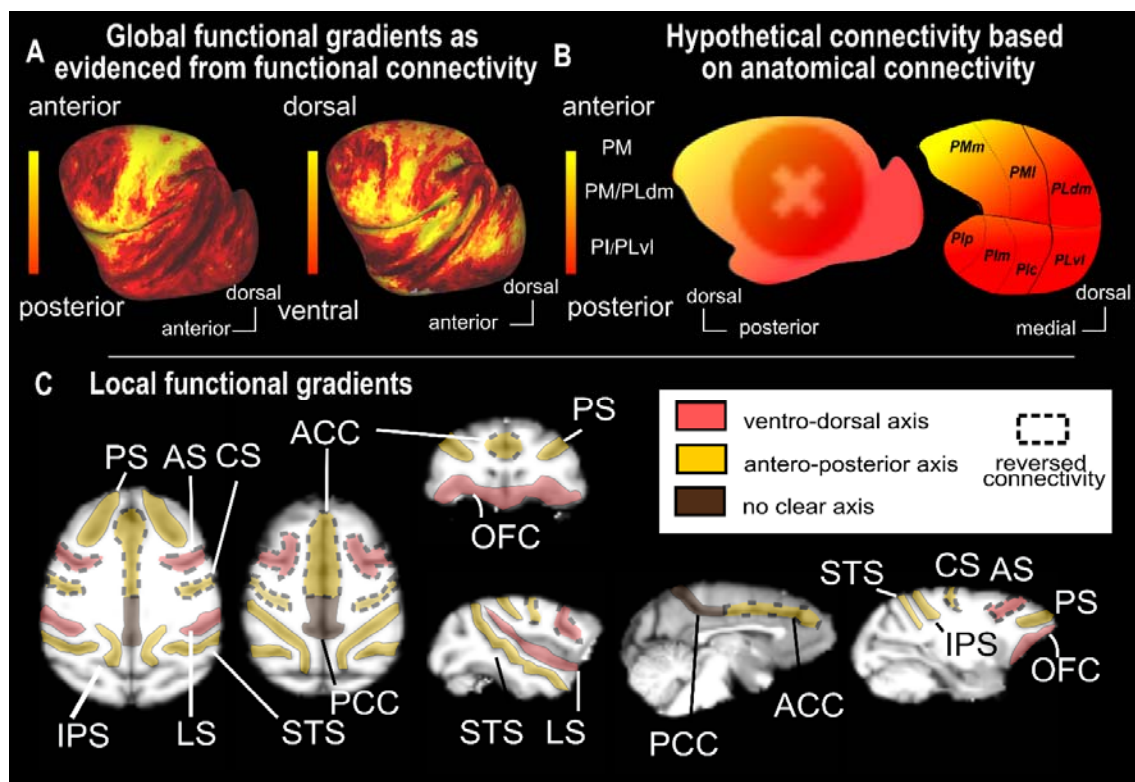 A
Global functional gradients as
evidenced from functional connectivity
anterior
posterior
dorsal
anterior
dorsal
ventral
dorsal
anterior
B
Hypothetical connectivity based
on anatomical connectivity
anterior
PM
PM/PLdm
PI/PLvl
posterior
dorsal
posterior
PMm
PMl
PLdm
PIp
PIm
PIc
PLvl
dorsal
medial
C
Local functional gradients
PS
AS
CS
ACC
PS
OFC
IPS
LS
STS
PCC
STS
LS
ventro-dorsal axis
antero-posterior axis
no clear axis
reversed
connectivity
PCC
ACC
STS
CS
AS
PS
IPS
OFC